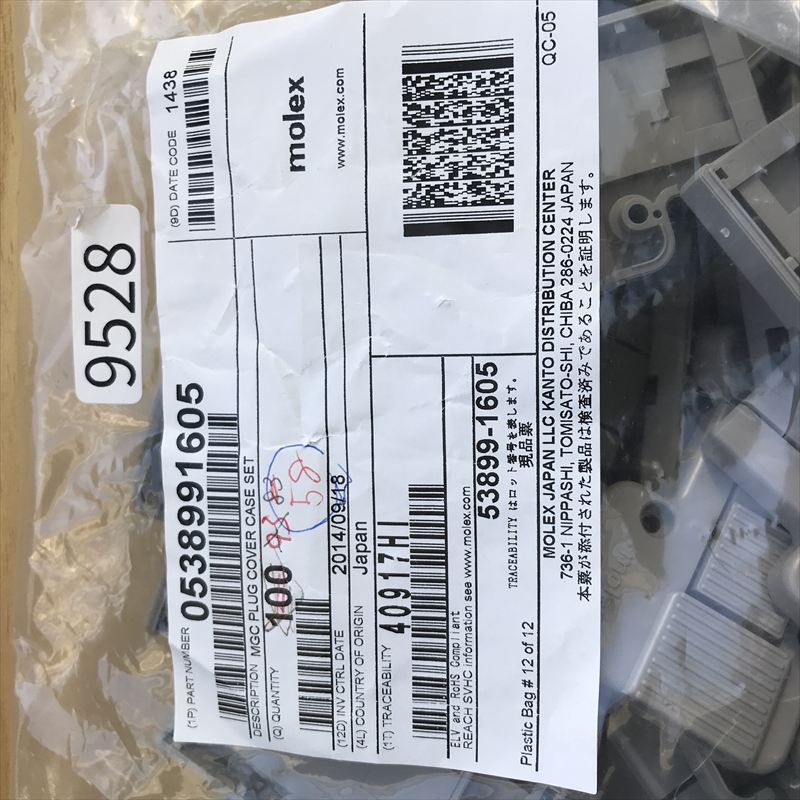 9528
(1P) PART NUMBER 0538991605
(9D) DATE CODE 1438
DESCRIPTION MGC PLUG COVER CASE SET
(Q) QUANTITY 100 93 83
58
molex
www.molex.com
(12D) INV CTRL DATE 2014/09/18
(4L) COUNTRY OF ORIGIN Japan
(1T) TRACEABILITY 40917HI
ELV and RoHS Compliant
REACH SVHC information see www.molex.com
53899-1605
TRACEABILITY はロット番号を表します。
現品票
Plastic Bag # 12 of 12
MOLEX JAPAN LLC KANTO DISTRIBUTION CENTER
736-1 NIPPASHI, TOMISATO-SHI, CHIBA 286-0224 JAPAN
本票が添付された製品は検査済みであることを証明します。
QC-05